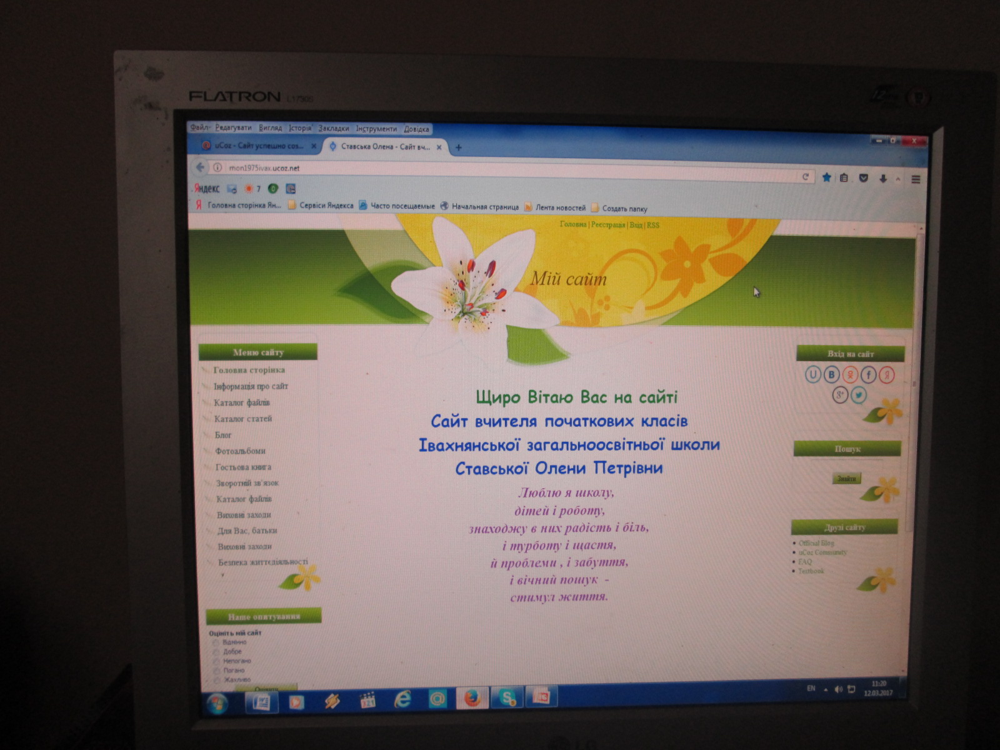 FLATRON L1730S
Файл Редагувати Вигляд Історія Закладки Інструменти Довідка
uCoz - Сайт успешно соз...
Ставська Олена - Сайт вч...
mon1975ivax.ucoz.net
Яндекс
7
0
Головна сторінка Ян... Сервіси Яндекса Часто посещаемые Начальная страница Лента новостей Создать папку
Головна | Реєстрація | Вхід | RSS
Мій сайт
Меню сайту
Головна сторінка
Інформація про сайт
Каталог файлів
Каталог статей
Блог
Фотоальбоми
Гостьова книга
Зворотній зв'язок
Каталог файлів
Виховні заходи
Для Вас, батьки
Виховні заходи
Безпека життєдіяльності
Наше опитування
Оцініть мій сайт
Відмінно
Добре
Непогано
Погано
Жахливо
Оцінити
Щиро Вітаю Вас на сайті
Сайт вчителя початкових класів
Івахнянської загальноосвітньої школи
Ставської Олени Петрівни
Люблю я школу,
дітей і роботу,
знаходжу в них радість і біль,
і турботу і щастя,
й проблеми , і забуття,
і вічний пошук -
стимул життя.
Вхід на сайт
Пошук
Знайти
Друзі сайту
Official Blog
uCoz Community
FAQ
Textbook
EN
11:20
12.03.2017